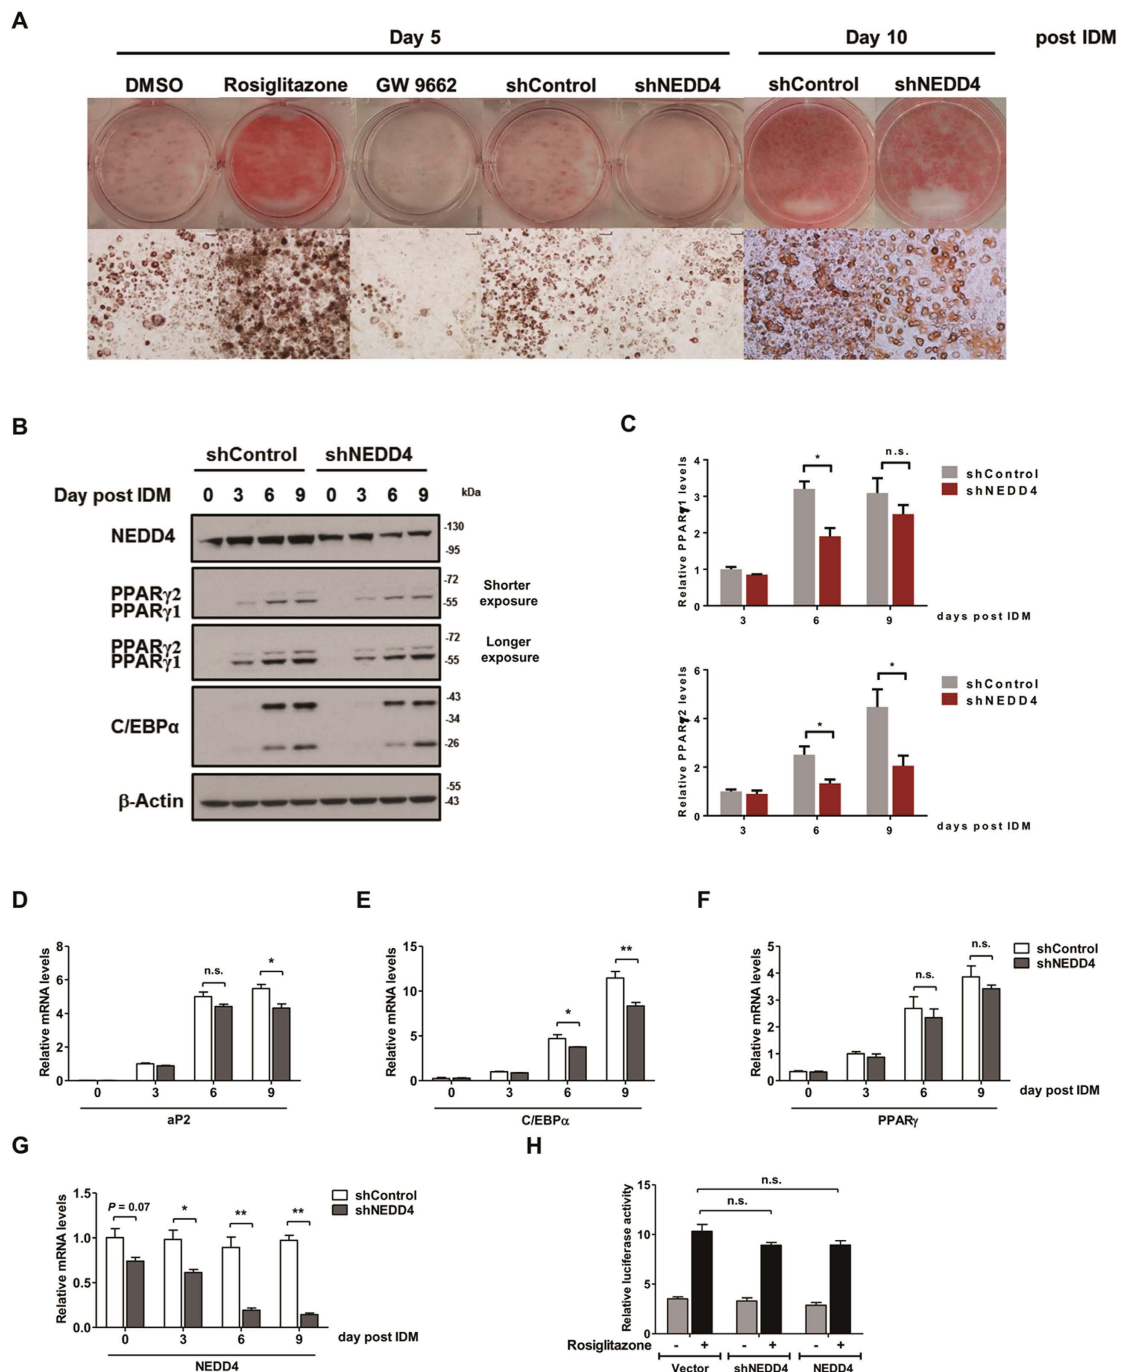 A
Day 5
Day 10
post IDM
DMSO
Rosiglitazone
GW 9662
shControl
shNEDD4
shControl
shNEDD4
B
shControl
shNEDD4
Day post IDM
0 3 6 9 0 3 6 9
kDa
NEDD4
-130
-95
PPARγ2
PPARγ1
-72
-55
Shorter
exposure
PPARγ2
PPARγ1
-72
-55
Longer
exposure
C/EBPα
-43
-34
-26
β-Actin
-55
-43
C
Relative PPARγ1 levels
4
3
2
1
0
*
n.s.
shControl
shNEDD4
3 6 9
days post IDM
Relative PPARγ2 levels
6
4
2
0
*
*
shControl
shNEDD4
3 6 9
days post IDM
D
Relative mRNA levels
8
6
4
2
0
n.s.
*
0 3 6 9
aP2
E
Relative mRNA levels
15
10
5
0
*
**
0 3 6 9
C/EBPα
F
Relative mRNA levels
5
4
3
2
1
0
n.s.
n.s.
shControl
shNEDD4
0 3 6 9
day post IDM
PPARγ
G
Relative mRNA levels
1.5
1.0
0.5
0.0
P = 0.07
*
**
**
shControl
shNEDD4
0 3 6 9
day post IDM
NEDD4
H
Relative luciferase activity
15
10
5
0
n.s.
n.s.
Rosiglitazone
- + - + - +
Vector
shNEDD4
NEDD4